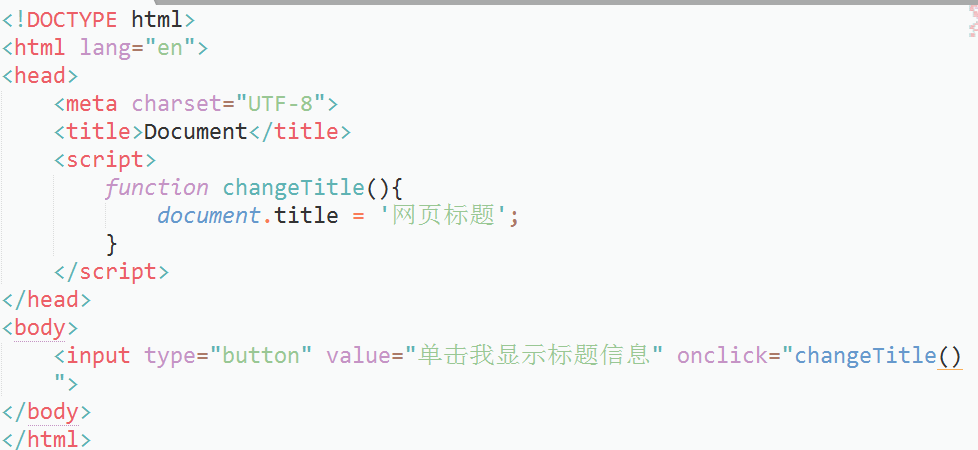 <!DOCTYPE html>
<html lang="en">
<head>
    <meta charset="UTF-8">
    <title>Document</title>
    <script>
        function changeTitle(){
            document.title = '网页标题';
        }
    </script>
</head>
<body>
    <input type="button" value="单击我显示标题信息" onclick="changeTitle()
    ">
</body>
</html>